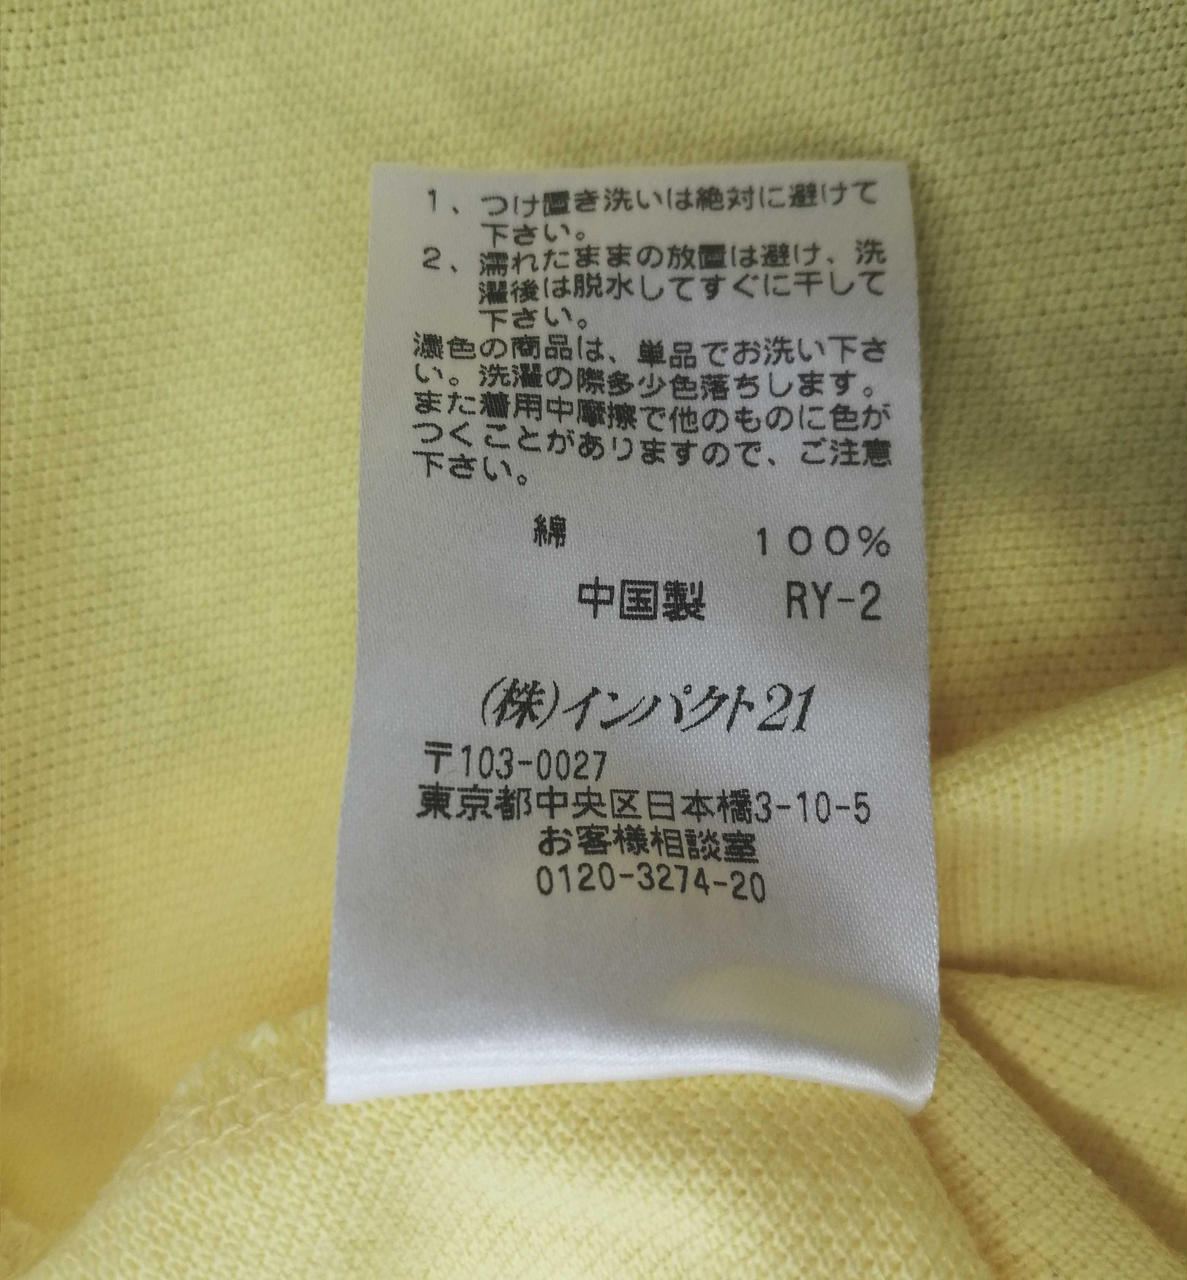 1、つけ置き洗いは絶対に避けて
下さい。
2、濡れたままの放置は避け、洗
濯後は脱水してすぐに干して
下さい。
濃色の商品は、単品でお洗い下さ
い。洗濯の際多少色落ちします。
また着用中摩擦で他のものに色が
つくことがありますので、ご注意
下さい。
綿 100%
中国製 RY-2
(株)インパクト21
〒103-0027
東京都中央区日本橋3-10-5
お客様相談室
0120-3274-20